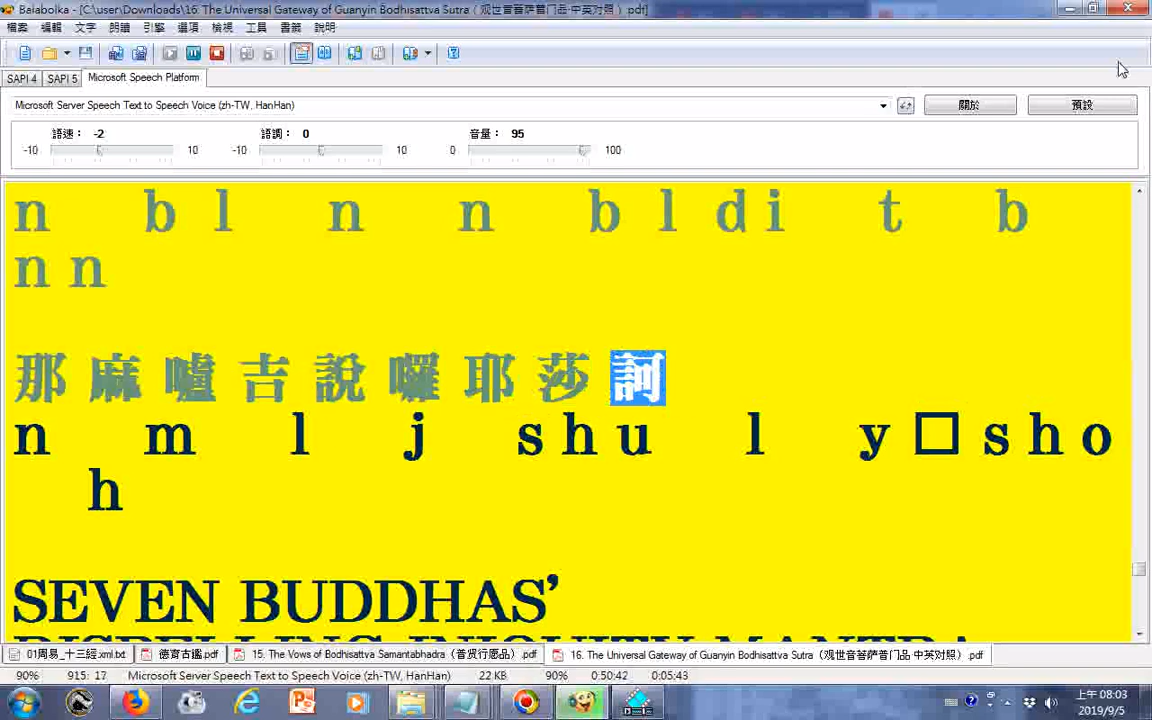 Balabolka - [C:\user\Downloads\16. The Universal Gateway of Guanyin Bodhisattva Sutra（观世音菩萨普门品-中英对照）.pdf]
檔案 編輯 文字 朗讀 引擎 選項 檢視 工具 書籤 說明
SAPI 4 SAPI 5 Microsoft Speech Platform
Microsoft Server Speech Text to Speech Voice (zh-TW, HanHan) 關於 預設
語速： -2 語調： 0 音量： 95
-10 10 -10 10 0 100
n b l n n b l d i t b
n n
那 麻 嚧 吉 說 囉 耶 莎 訶
n m l j s h u l y □ s h o
h
SEVEN BUDDHAS’
DISPELLING INIQUITY MANTRA
01周易_十三經.xml.txt 德育古鑑.pdf 15. The Vows of Bodhisattva Samantabhadra（普贤行愿品）.pdf 16. The Universal Gateway of Guanyin Bodhisattva Sutra（观世音菩萨普门品-中英对照）.pdf
90% 915: 17 Microsoft Server Speech Text to Speech Voice (zh-TW, HanHan) 22 KB 90% 0:50:42 0:05:43
上午 08:03
2019/9/5